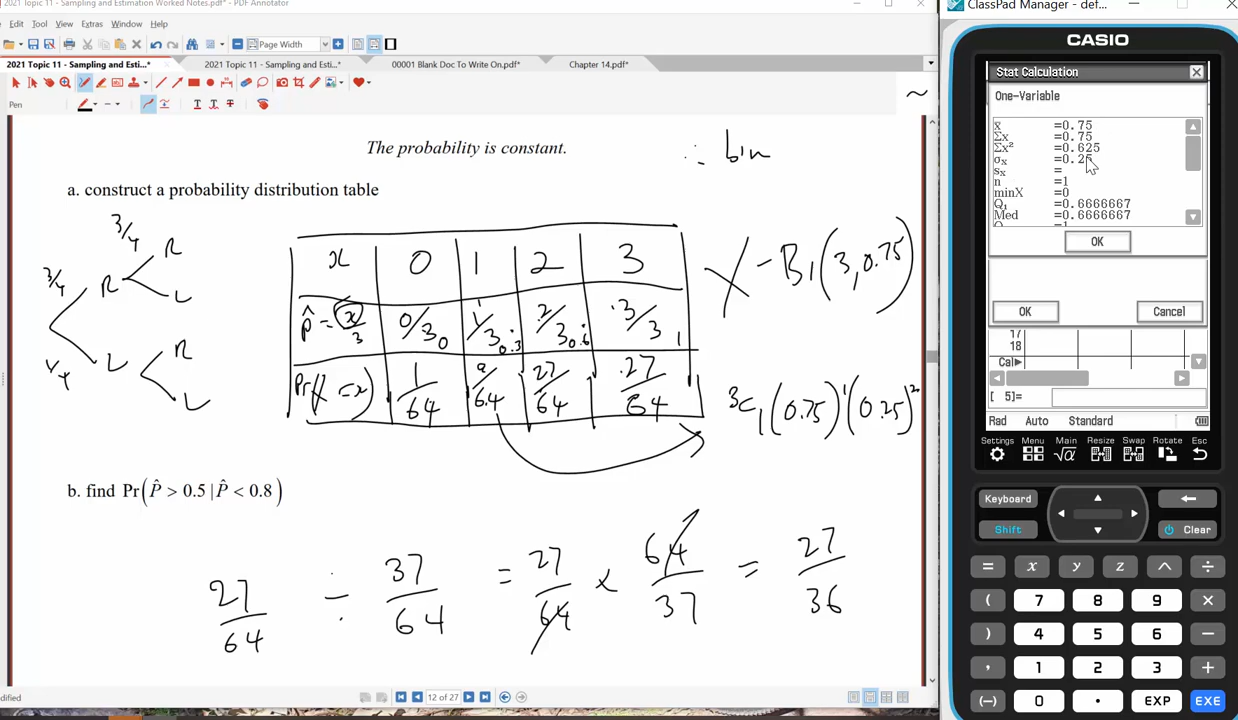 2021 Topic 11 - Sampling and Estimation Worked Notes.pdf - PDF Annotator
Edit Tool View Extras Window Help
Page Width
2021 Topic 11 - Sampling and Esti...*
2021 Topic 11 - Sampling and Esti...*
00001 Blank Doc To Write On.pdf*
Chapter 14.pdf*
Pen
The probability is constant.
∴ bin
a. construct a probability distribution table
3/4 R
3/4 R L
1/4 L R
L
x 0 1 2 3
p̂ = x/3 0/3 0 1/3 0.3 2/3 0.6 3/3 1
Pr(X = x) 1/64 9/64 27/64 27/64
X ~ Bi(3, 0.75)
³C₁(0.75)¹(0.25)²
b. find Pr(P̂ > 0.5 | P̂ < 0.8)
27/64 ÷ 37/64 = 27/64 × 64/37 = 27/36
dified
12 of 27
ClassPad Manager - def...
CASIO
Stat Calculation
One-Variable
x̄ =0.75
Σx =0.75
Σx² =0.625
σx =0.25
sx =
n =1
minX =0
Q₁ =0.6666667
Med =0.6666667
OK
OK Cancel
17
18
Cal▶
[ 5]=
Rad Auto Standard
Settings Menu Main Resize Swap Rotate Esc
Keyboard
Shift Clear
= x y z ^ ÷
( 7 8 9 ×
) 4 5 6 −
, 1 2 3 +
(−) 0 • EXP EXE